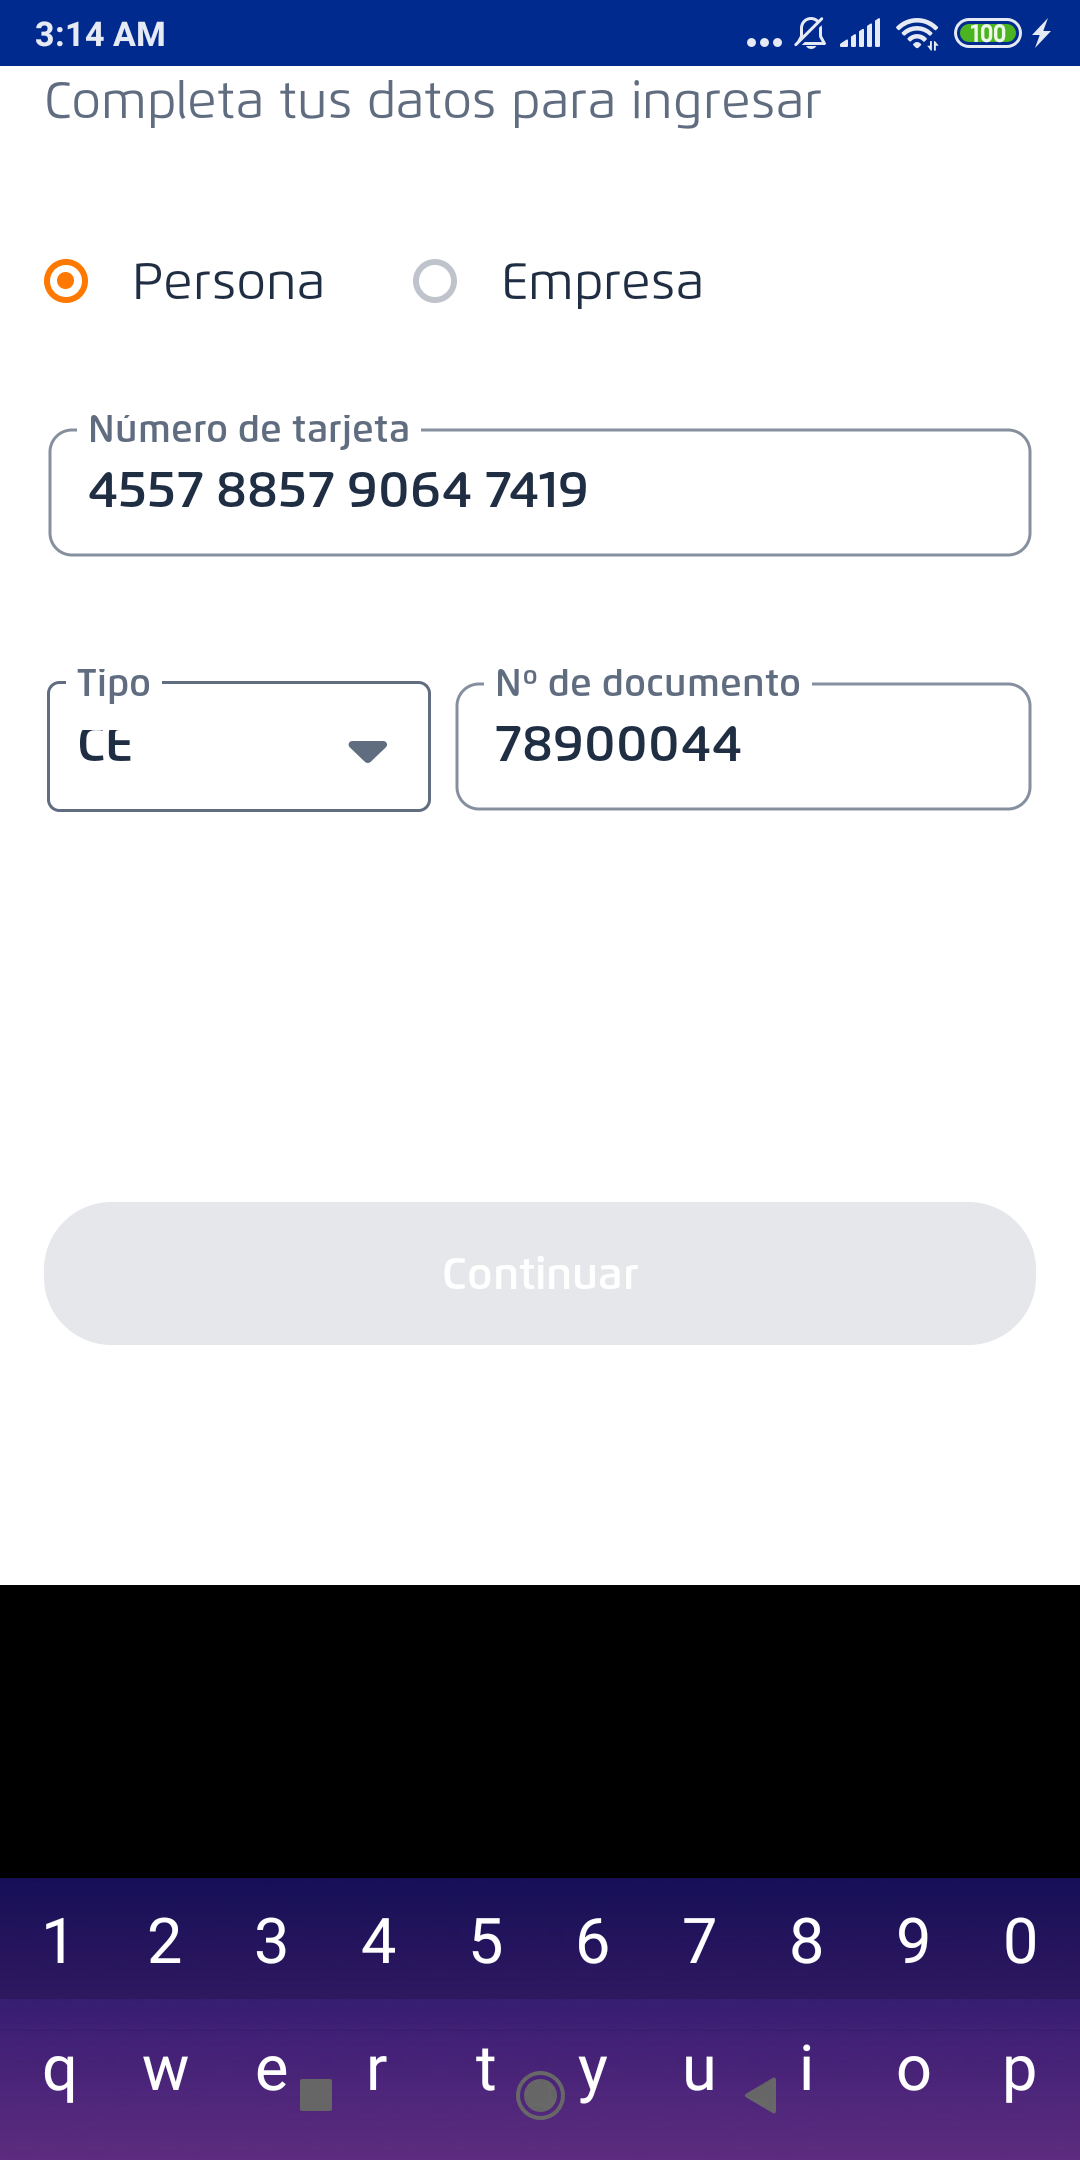 3:14 AM
100
Completa tus datos para ingresar
Persona Empresa
Número de tarjeta
4557 8857 9064 7419
Tipo Nº de documento
CE 78900044
Continuar
1 2 3 4 5 6 7 8 9 0
q w e r t y u i o p